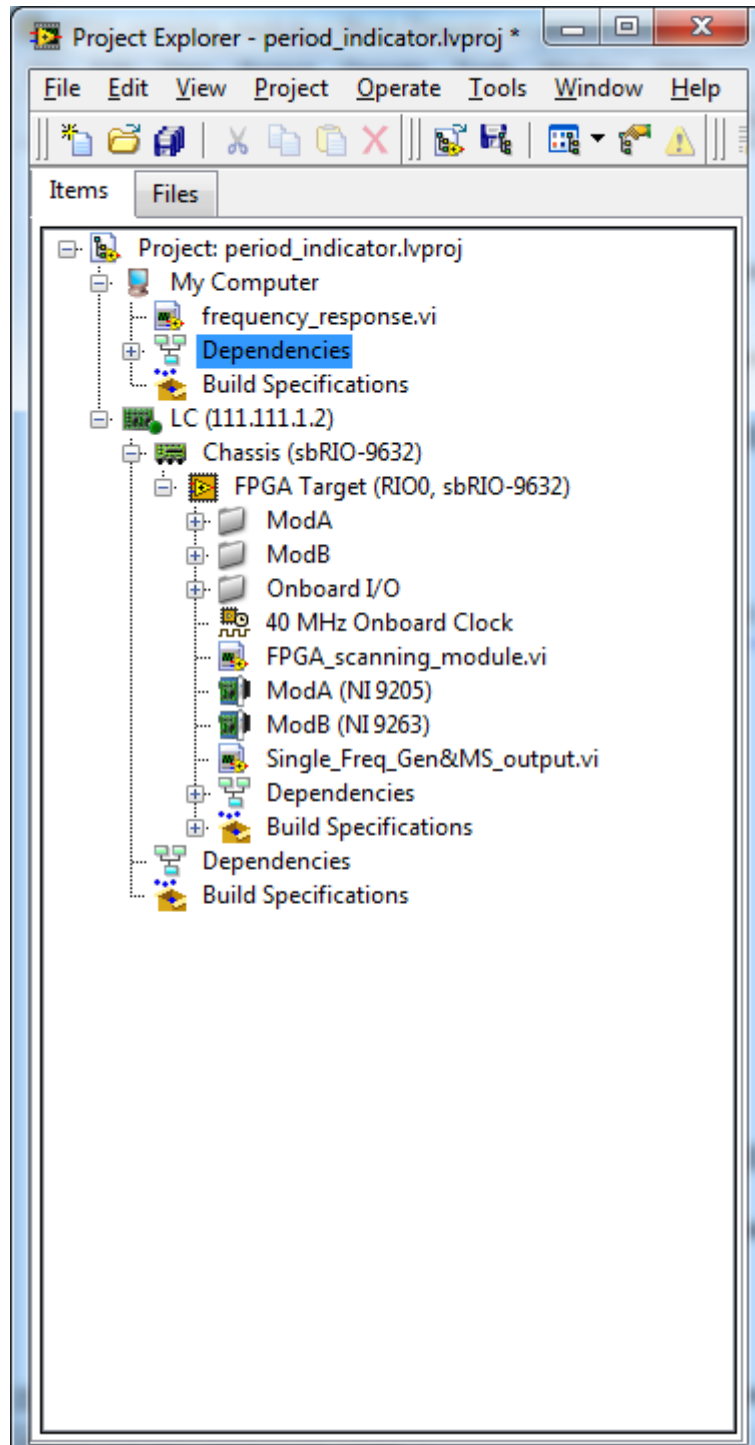 Project Explorer - period_indicator.lvproj *
File Edit View Project Operate Tools Window Help
Items Files
Project: period_indicator.lvproj
My Computer
frequency_response.vi
Dependencies
Build Specifications
LC (111.111.1.2)
Chassis (sbRIO-9632)
FPGA Target (RIO0, sbRIO-9632)
ModA
ModB
Onboard I/O
40 MHz Onboard Clock
FPGA_scanning_module.vi
ModA (NI 9205)
ModB (NI 9263)
Single_Freq_Gen&MS_output.vi
Dependencies
Build Specifications
Dependencies
Build Specifications